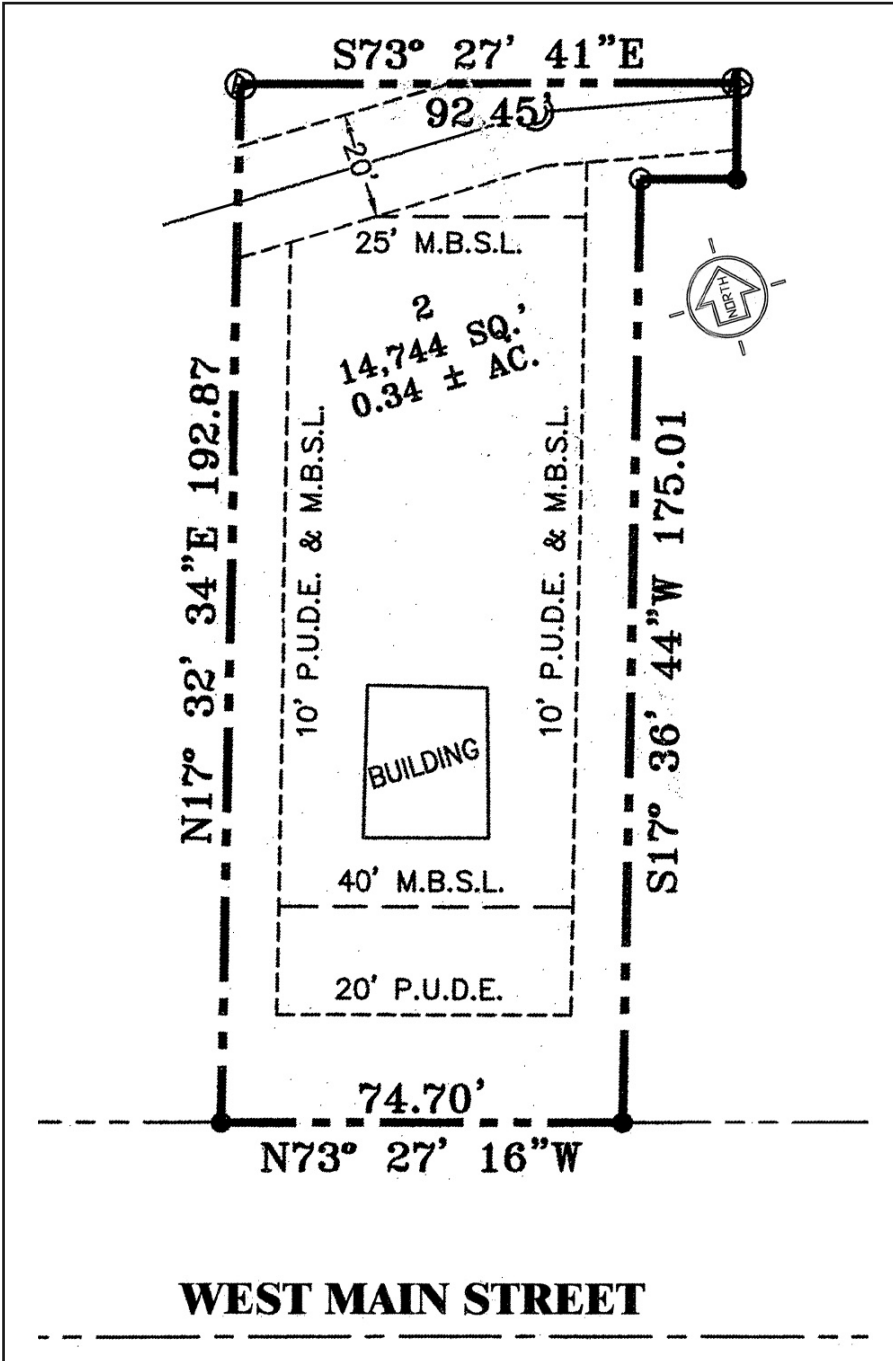 S73° 27' 41”E
92.45'
20'
25' M.B.S.L.
NORTH
2
14,744 SQ.'
0.34 ± AC.
N17° 32' 34”E 192.87
10' P.U.D.E. & M.B.S.L.
10' P.U.D.E. & M.B.S.L.
S17° 36' 44”W 175.01
BUILDING
40' M.B.S.L.
20' P.U.D.E.
74.70'
N73° 27' 16”W
WEST MAIN STREET